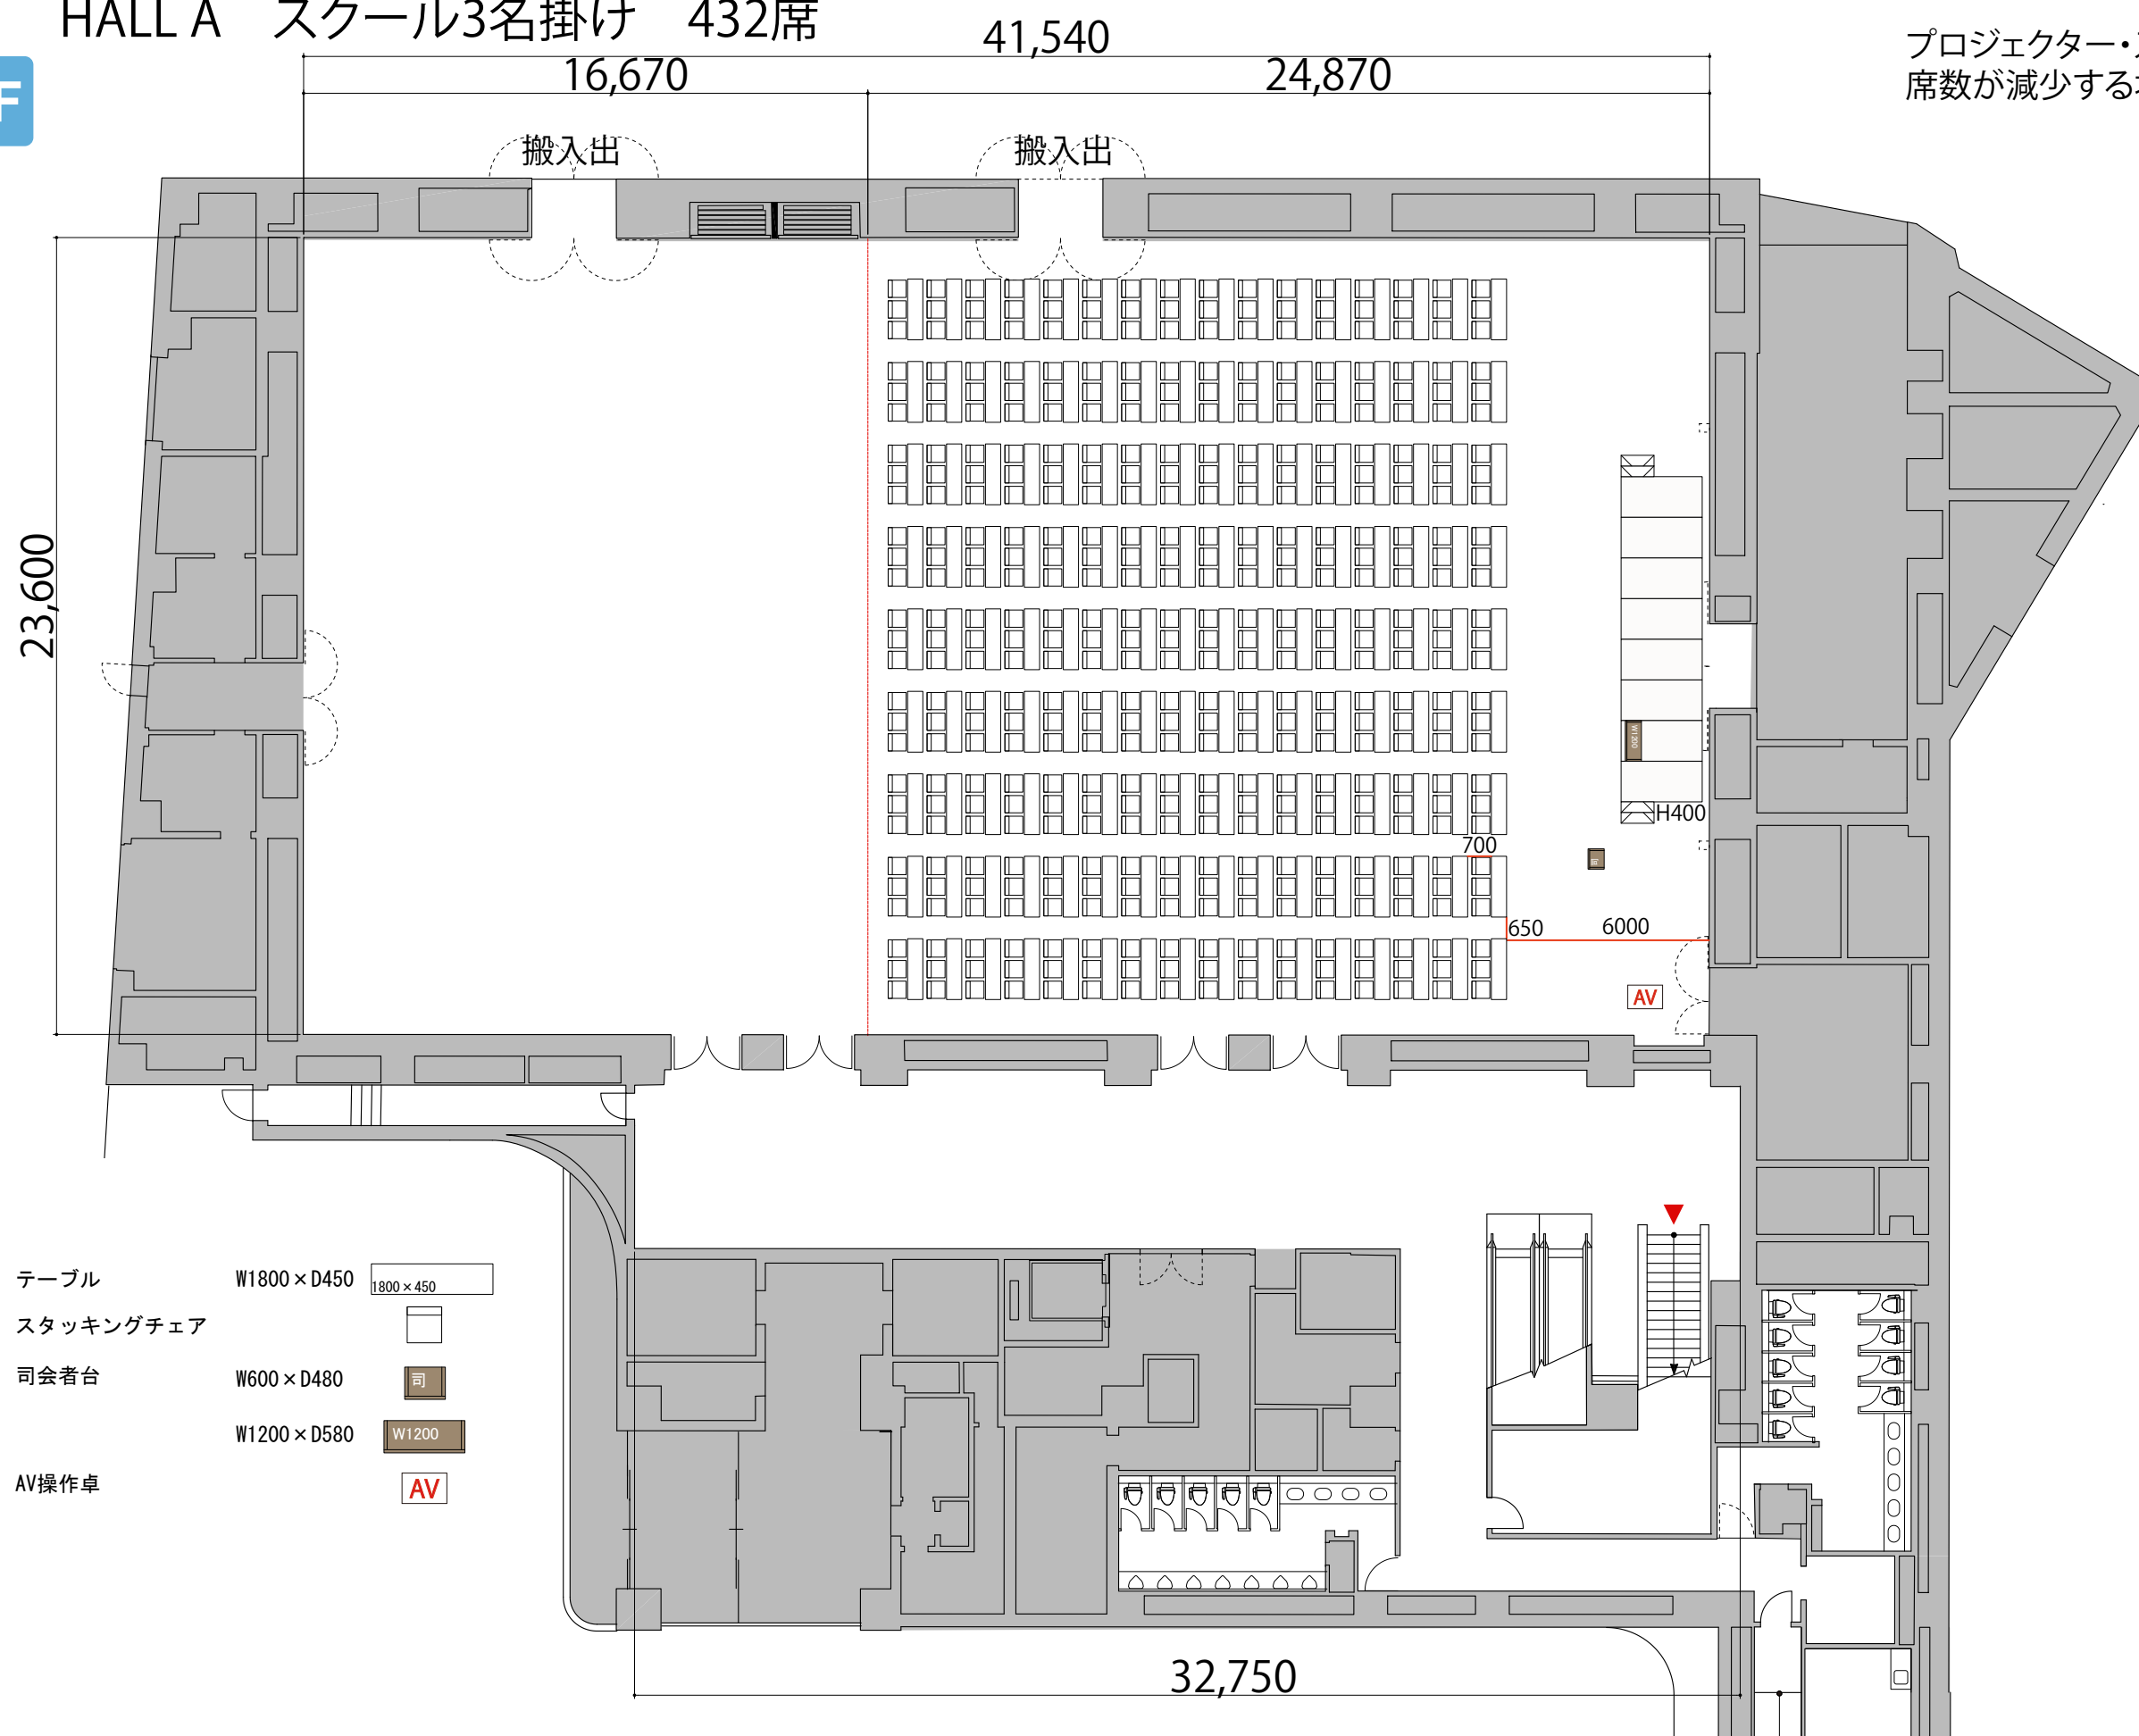 HALL A スクール3名掛け 432席
41,540
16,670
24,870
プロジェクター・
席数が減少する
F
搬入出
搬入出
23,600
W1200
H400
700
司
650
6000
AV
テーブル W1800×D450 1800×450
スタッキングチェア
司会者台 W600×D480 司
W1200×D580 W1200
AV操作卓 AV
32,750